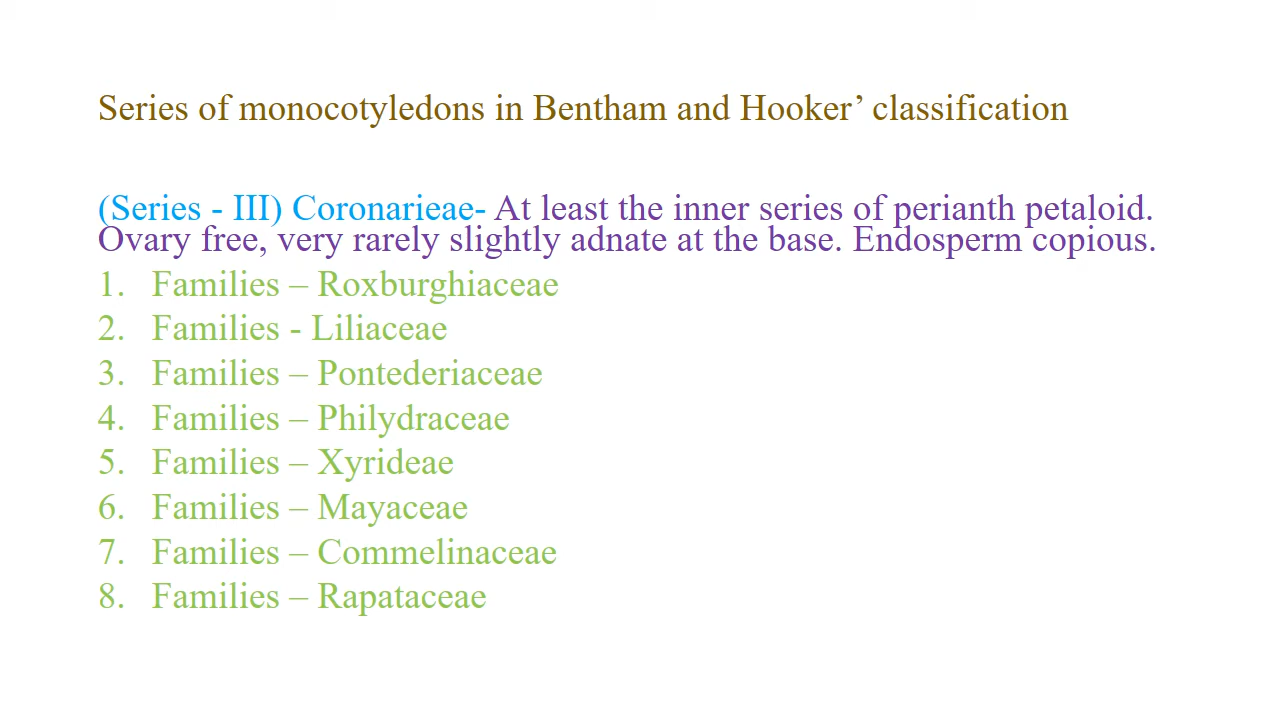 Series of monocotyledons in Bentham and Hooker’ classification
(Series - III) Coronarieae- At least the inner series of perianth petaloid.
Ovary free, very rarely slightly adnate at the base. Endosperm copious.
1. Families – Roxburghiaceae
2. Families - Liliaceae
3. Families – Pontederiaceae
4. Families – Philydraceae
5. Families – Xyrideae
6. Families – Mayaceae
7. Families – Commelinaceae
8. Families – Rapataceae